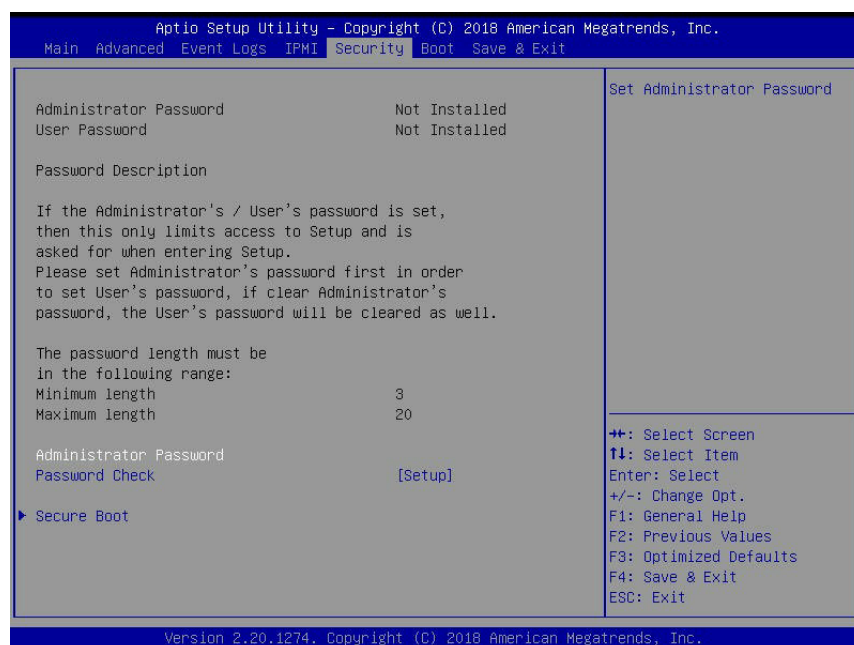 Aptio Setup Utility – Copyright (C) 2018 American Megatrends, Inc.
Main Advanced Event Logs IPMI Security Boot Save & Exit
Set Administrator Password
Administrator Password Not Installed
User Password Not Installed
Password Description
If the Administrator's / User's password is set,
then this only limits access to Setup and is
asked for when entering Setup.
Please set Administrator's password first in order
to set User's password, if clear Administrator's
password, the User's password will be cleared as well.
The password length must be
in the following range:
Minimum length 3
Maximum length 20
Administrator Password
Password Check [Setup]
Secure Boot
→←: Select Screen
↑↓: Select Item
Enter: Select
+/-: Change Opt.
F1: General Help
F2: Previous Values
F3: Optimized Defaults
F4: Save & Exit
ESC: Exit
Version 2.20.1274. Copyright (C) 2018 American Megatrends, Inc.